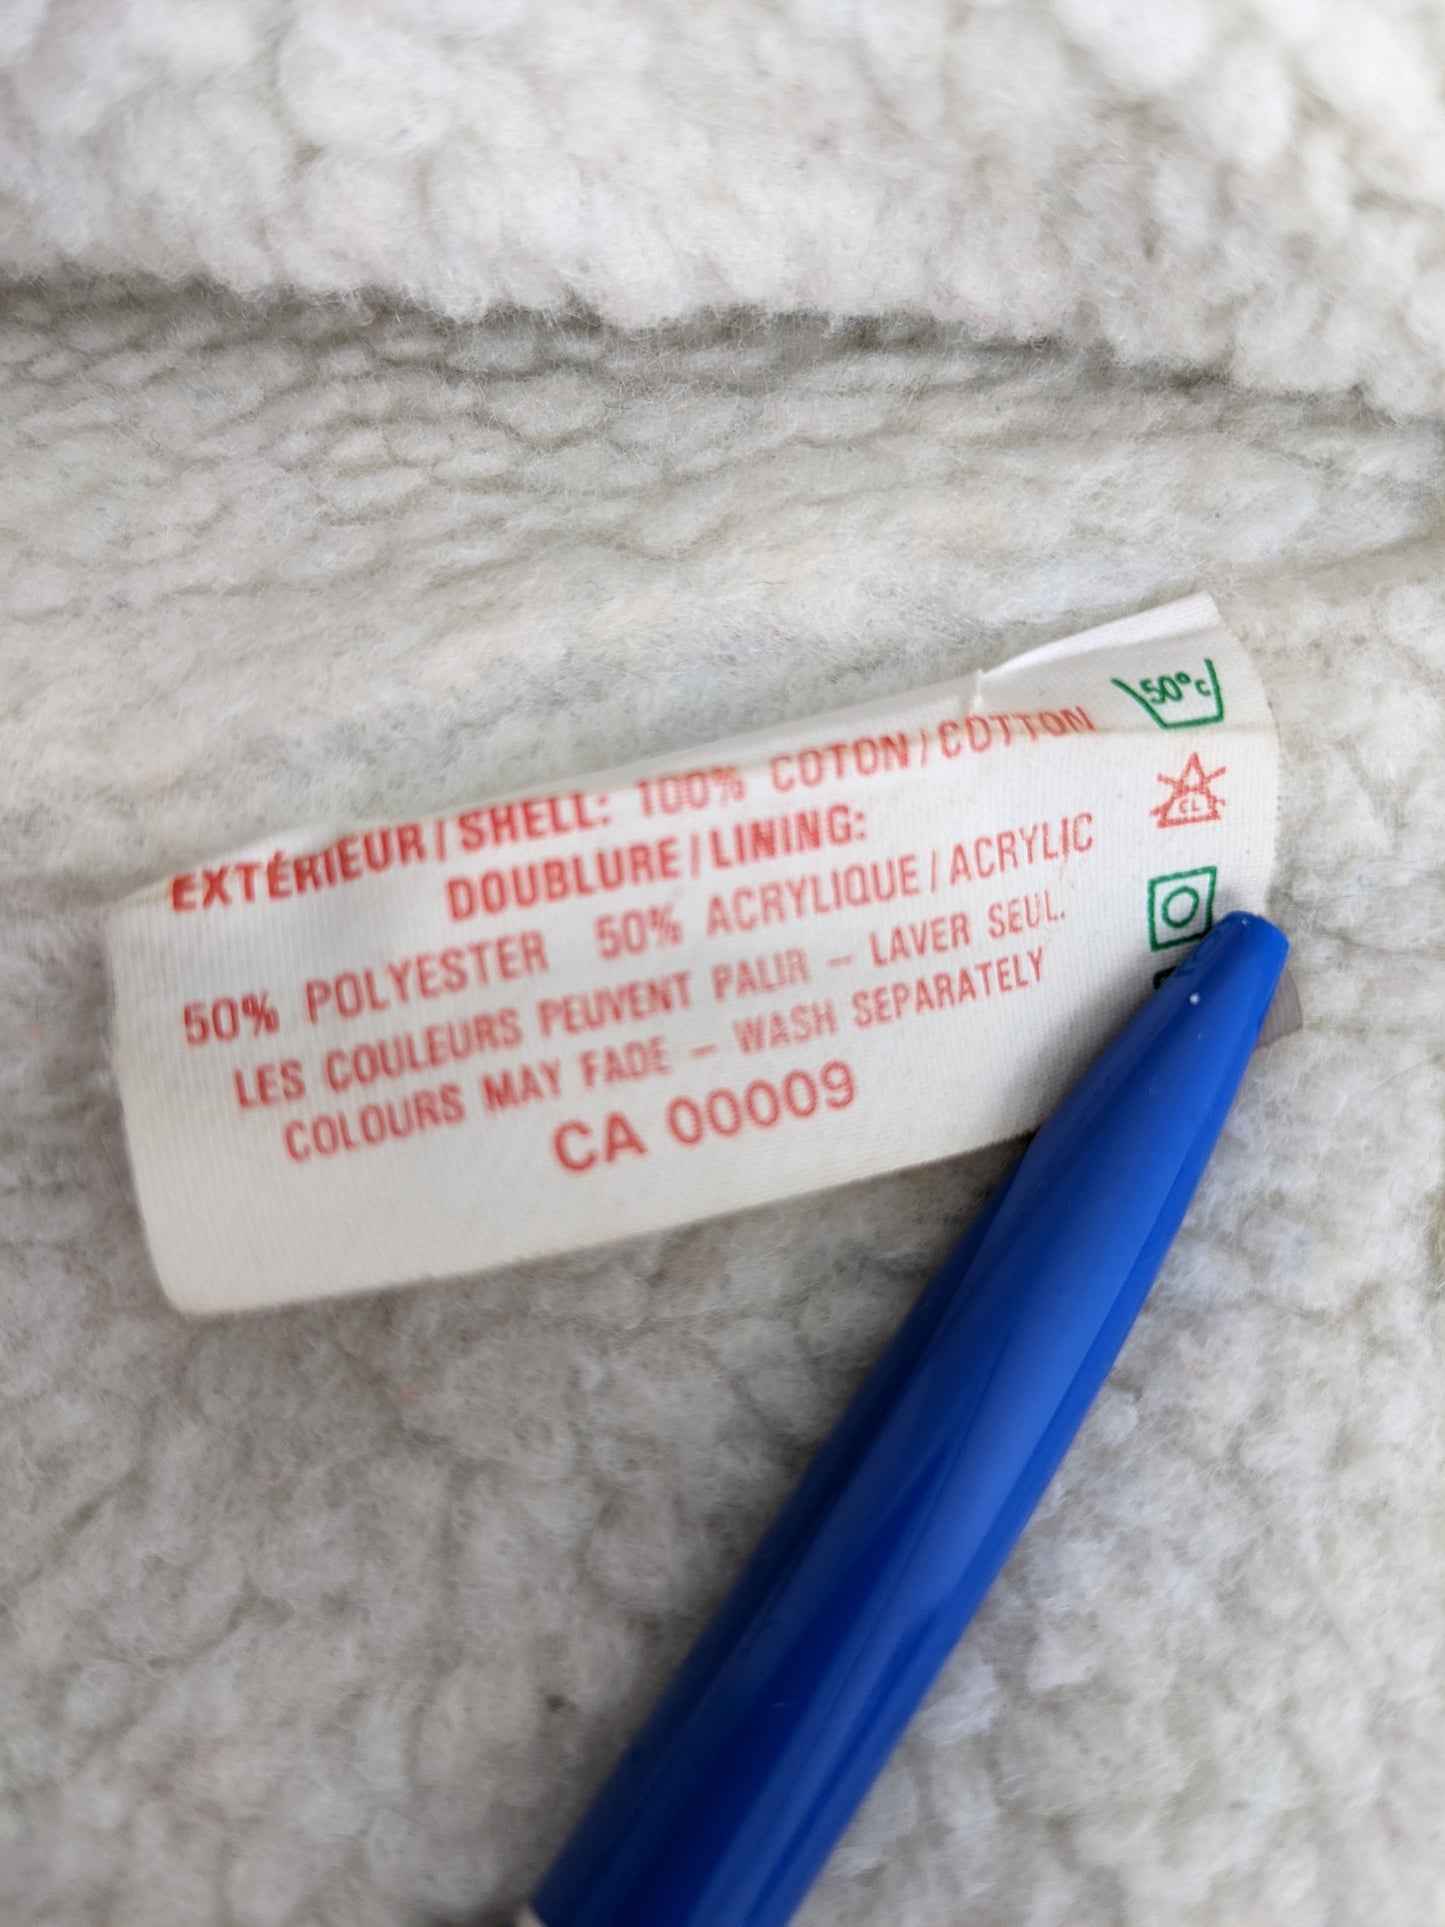 EXTÉRIEUR / SHELL: 100% COTON / COTTON
DOUBLURE / LINING:
50% POLYESTER 50% ACRYLIQUE / ACRYLIC
LES COULEURS PEUVENT PALIR – LAVER SEUL.
COLOURS MAY FADE – WASH SEPARATELY
CA 00009
50°C
CL